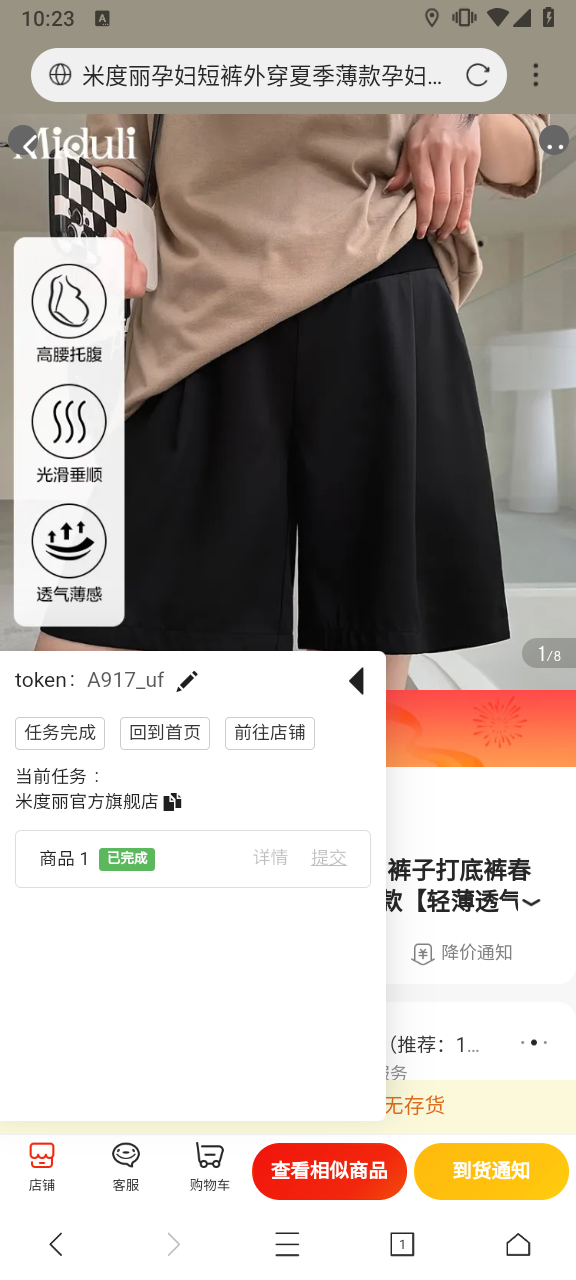 10:23
A
米度丽孕妇短裤外穿夏季薄款孕妇...
Miduli
高腰托腹
光滑垂顺
透气薄感
1/8
token: A917_uf
任务完成
回到首页
前往店铺
当前任务：
米度丽官方旗舰店
商品 1 已完成 详情 提交
裤子打底裤春
款【轻薄透气
降价通知
（推荐：1...
服务
无存货
店铺
客服
购物车
查看相似商品
到货通知
1